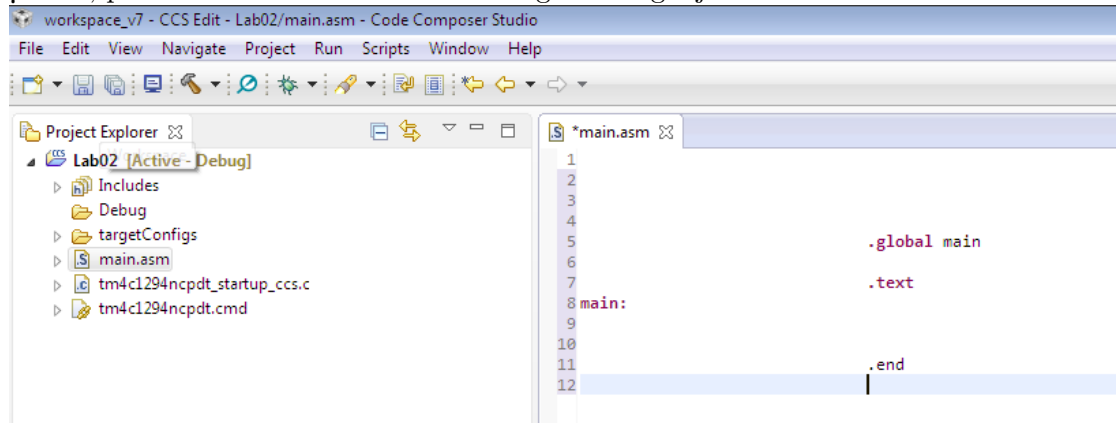 workspace_v7 - CCS Edit - Lab02/main.asm - Code Composer Studio
File Edit View Navigate Project Run Scripts Window Help
Project Explorer
Lab02 [Active - Debug]
Includes
Debug
targetConfigs
main.asm
tm4c1294ncpdt_startup_ccs.c
tm4c1294ncpdt.cmd
*main.asm
1
2
3
4
5 .global main
6
7 .text
8 main:
9
10
11 .end
12